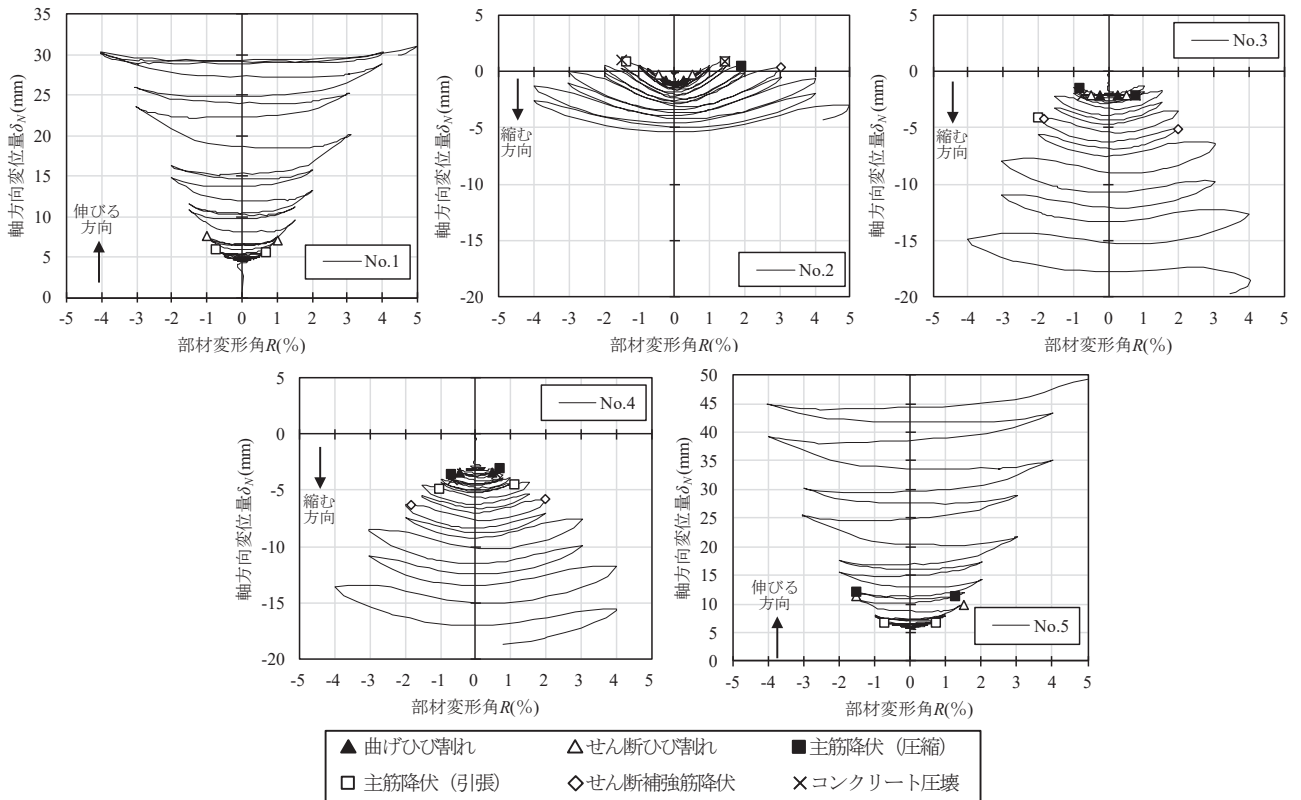 35
30
25
20
15
10
5
0
軸方向変位量δN(mm)
伸びる
方向
No.1
-5 -4 -3 -2 -1 0 1 2 3 4 5
部材変形角R(%)
5
0
-5
-10
-15
-20
軸方向変位量δN(mm)
縮む
方向
No.2
-5 -4 -3 -2 -1 0 1 2 3 4 5
部材変形角R(%)
5
0
-5
-10
-15
-20
軸方向変位量δN(mm)
縮む
方向
No.3
-5 -4 -3 -2 -1 0 1 2 3 4 5
部材変形角R(%)
5
0
-5
-10
-15
-20
軸方向変位量δN(mm)
縮む
方向
No.4
-5 -4 -3 -2 -1 0 1 2 3 4 5
部材変形角R(%)
50
45
40
35
30
25
20
15
10
5
0
軸方向変位量δN(mm)
伸びる
方向
No.5
-5 -4 -3 -2 -1 0 1 2 3 4 5
部材変形角R(%)
曲げひび割れ せん断ひび割れ 主筋降伏（圧縮）
主筋降伏（引張） せん断補強筋降伏 コンクリート圧壊